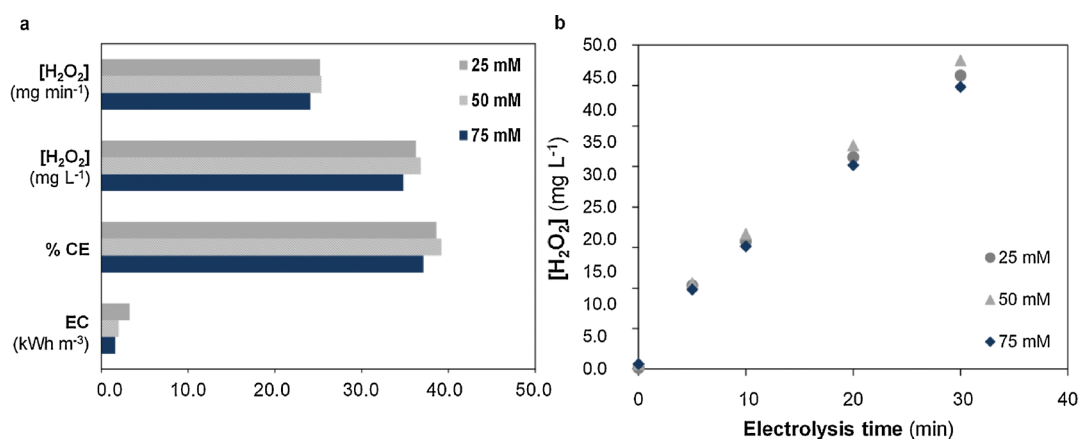 a
[H₂O₂]
(mg min⁻¹)
[H₂O₂]
(mg L⁻¹)
% CE
EC
(kWh m⁻³)
25 mM
50 mM
75 mM
0.0
10.0
20.0
30.0
40.0
50.0
b
50.0
45.0
35.0
30.0
25.0
20.0
15.0
10.0
5.0
0.0
[H₂O₂] (mg L⁻¹)
25 mM
50 mM
75 mM
0
10
20
30
40
Electrolysis time (min)